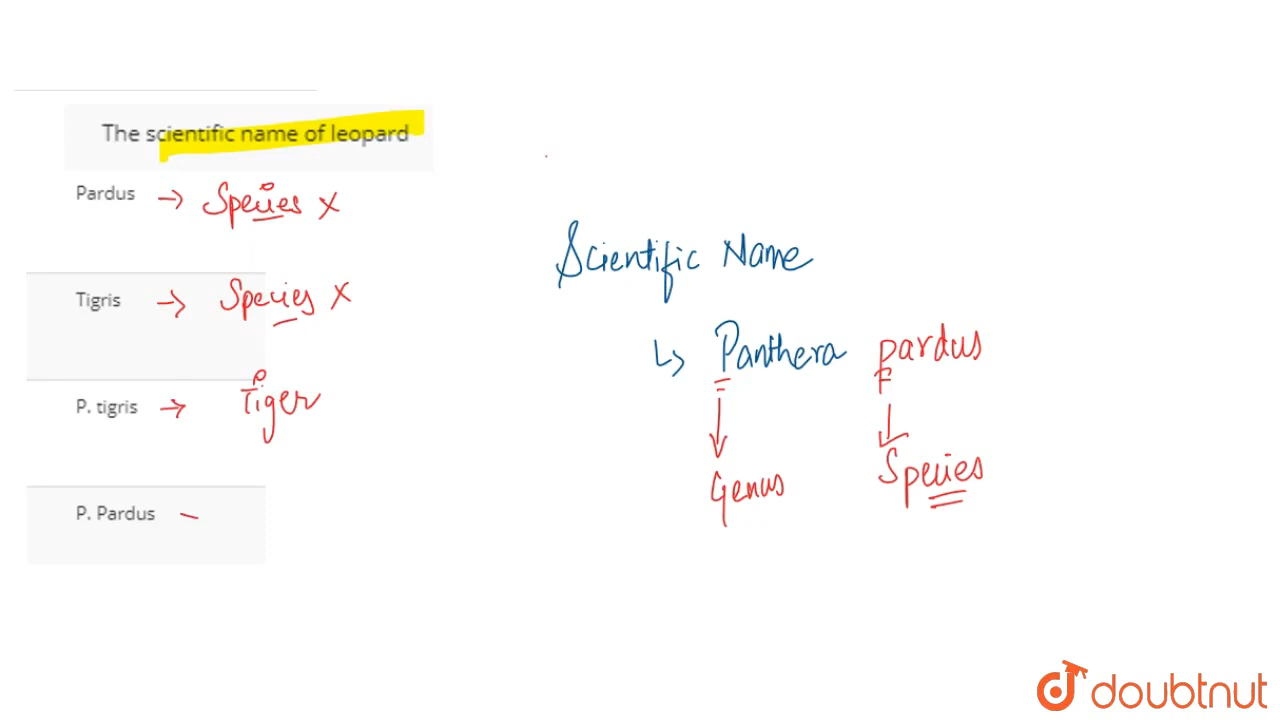 The scientific name of leopard
Pardus → Species X
Tigris → Species X
P. tigris → Tiger
P. Pardus -
Scientific Name
↳ Panthera pardus
Genus Species
doubtnut